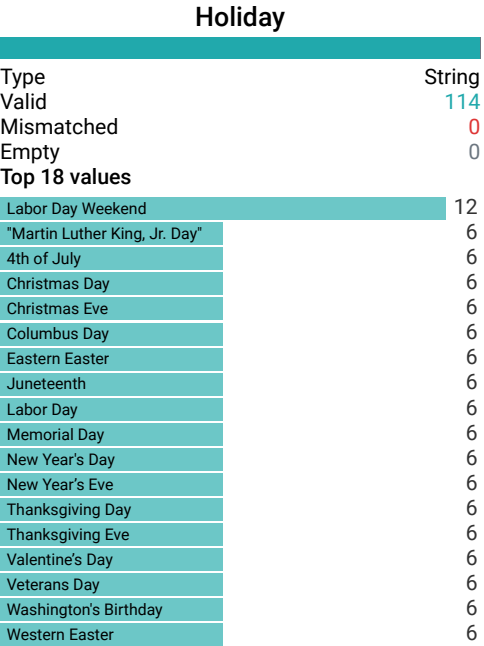 Holiday
Type String
Valid 114
Mismatched 0
Empty 0
Top 18 values
Labor Day Weekend 12
"Martin Luther King, Jr. Day" 6
4th of July 6
Christmas Day 6
Christmas Eve 6
Columbus Day 6
Eastern Easter 6
Juneteenth 6
Labor Day 6
Memorial Day 6
New Year's Day 6
New Year’s Eve 6
Thanksgiving Day 6
Thanksgiving Eve 6
Valentine’s Day 6
Veterans Day 6
Washington's Birthday 6
Western Easter 6